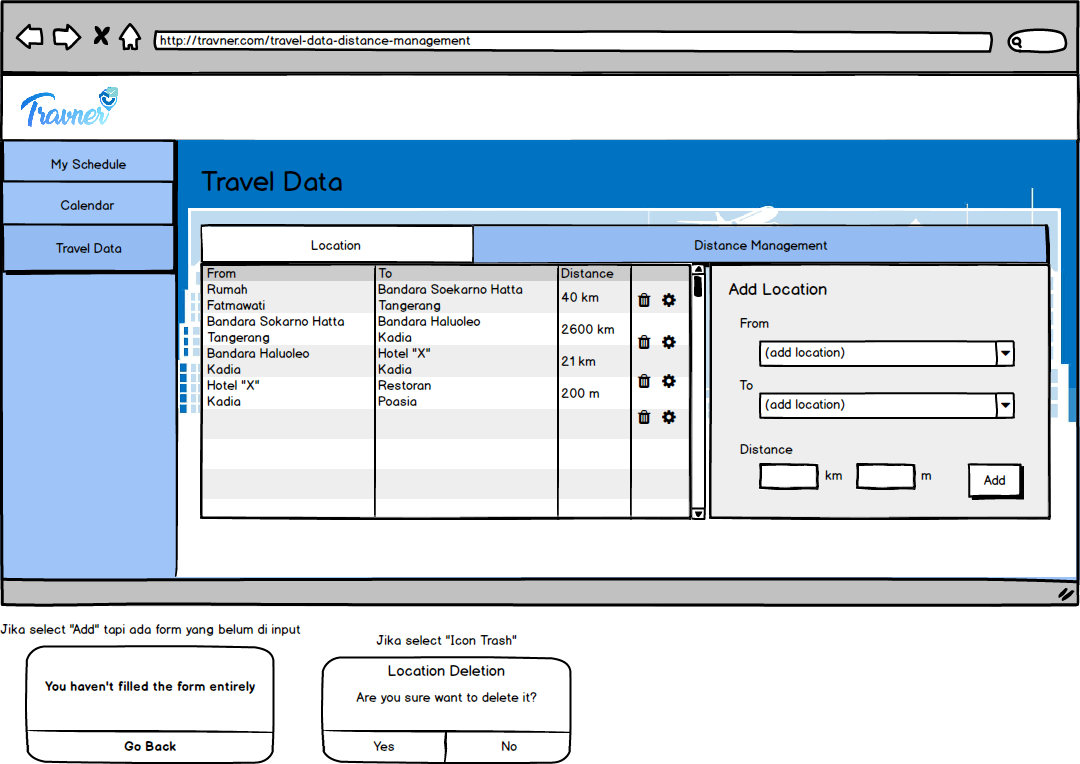 http://travner.com/travel-data-distance-management
Travner
My Schedule
Calendar
Travel Data
Travel Data
Location
Distance Management
From To Distance
Rumah Bandara Soekarno Hatta
Fatmawati Tangerang 40 km
Bandara Sokarno Hatta Bandara Haluoleo
Tangerang Kadia 2600 km
Bandara Haluoleo Hotel "X"
Kadia Kadia 21 km
Hotel "X" Restoran
Kadia Poasia 200 m
Add Location
From
(add location)
To
(add location)
Distance
km m Add
Jika select "Add" tapi ada form yang belum di input
You haven't filled the form entirely
Go Back
Jika select "Icon Trash"
Location Deletion
Are you sure want to delete it?
Yes No